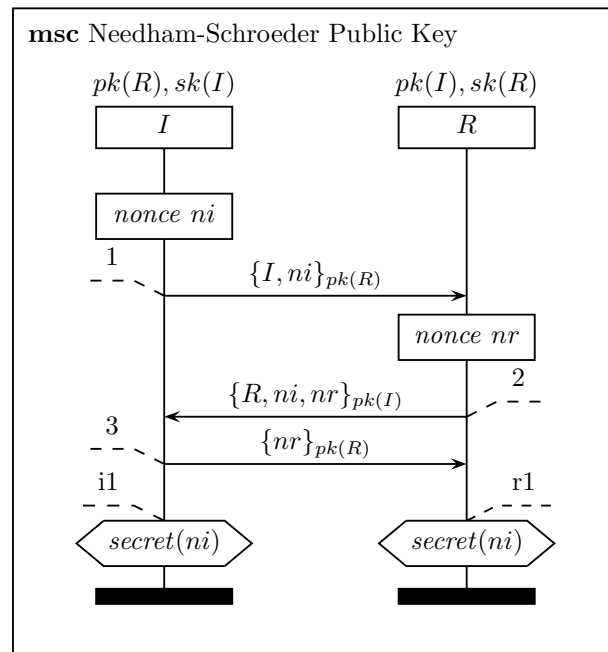 msc Needham-Schroeder Public Key
pk(R), sk(I) pk(I), sk(R)
I R
nonce ni
1 {I, ni}pk(R)
nonce nr
{R, ni, nr}pk(I) 2
3 {nr}pk(R)
i1 r1
secret(ni) secret(ni)